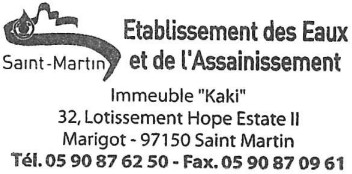 Etablissement des Eaux
et de l'Assainissement
Saint-Martin
Immeuble "Kaki"
32, Lotissement Hope Estate II
Marigot - 97150 Saint Martin
Tél. 05 90 87 62 50 - Fax. 05 90 87 09 61